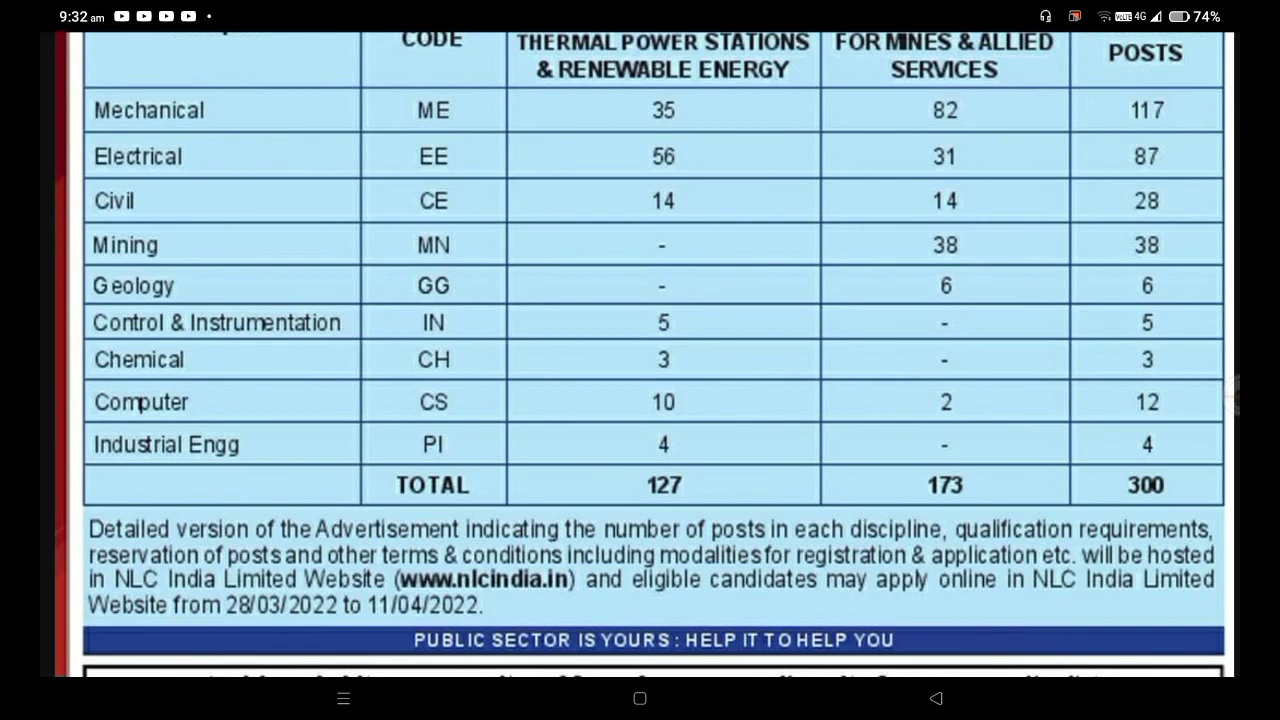 9:32 am
VoLTE 4G 74%
CODE
THERMAL POWER STATIONS
& RENEWABLE ENERGY
FOR MINES & ALLIED
SERVICES
POSTS
Mechanical ME 35 82 117
Electrical EE 56 31 87
Civil CE 14 14 28
Mining MN - 38 38
Geology GG - 6 6
Control & Instrumentation IN 5 - 5
Chemical CH 3 - 3
Computer CS 10 2 12
Industrial Engg PI 4 - 4
TOTAL 127 173 300
Detailed version of the Advertisement indicating the number of posts in each discipline, qualification requirements,
reservation of posts and other terms & conditions including modalities for registration & application etc. will be hosted
in NLC India Limited Website (www.nlcindia.in) and eligible candidates may apply online in NLC India Limited
Website from 28/03/2022 to 11/04/2022.
PUBLIC SECTOR IS YOURS : HELP IT TO HELP YOU